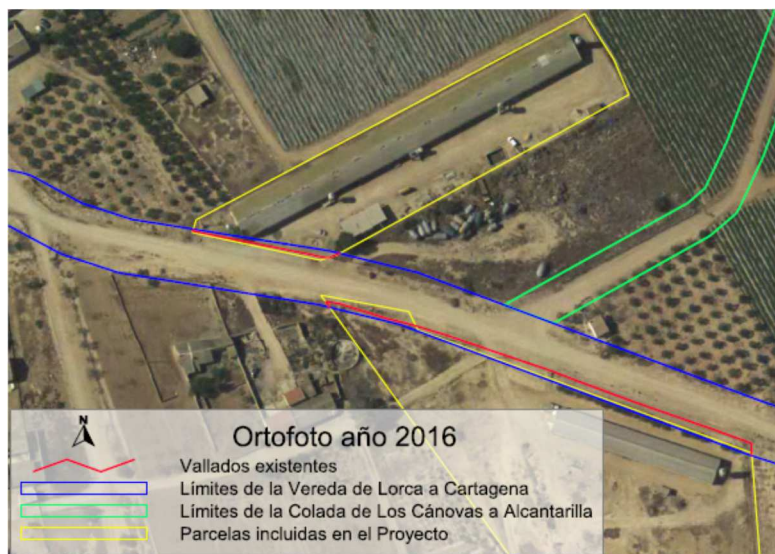 N
Ortofoto año 2016
Vallados existentes
Límites de la Vereda de Lorca a Cartagena
Límites de la Colada de Los Cánovas a Alcantarilla
Parcelas incluidas en el Proyecto